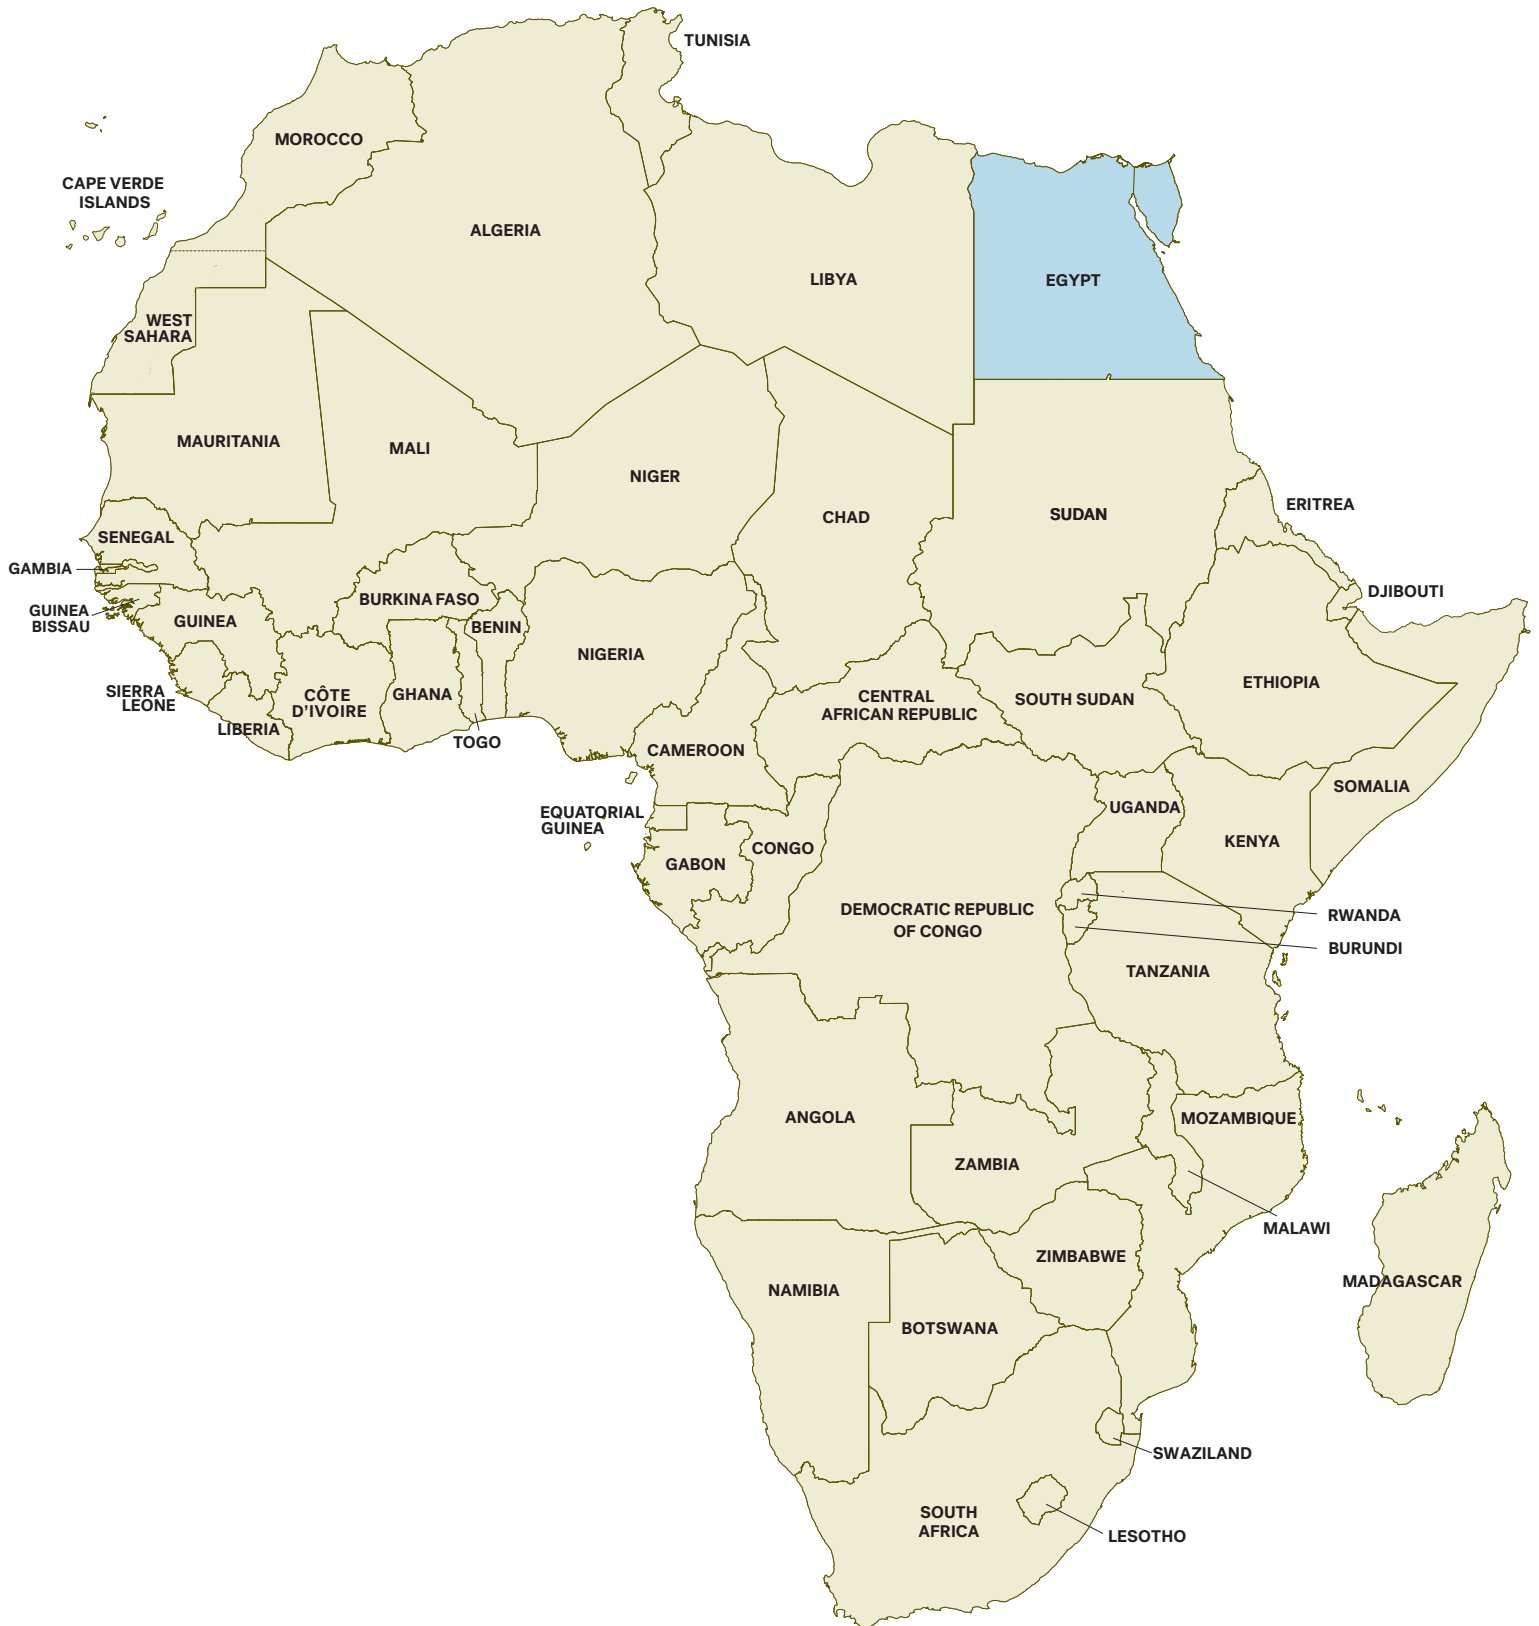 TUNISIA
MOROCCO
CAPE VERDE
ISLANDS
ALGERIA
LIBYA
EGYPT
WEST
SAHARA
MAURITANIA
MALI
NIGER
CHAD
SUDAN
ERITREA
SENEGAL
GAMBIA
DJIBOUTI
GUINEA
BISSAU
GUINEA
BURKINA FASO
BENIN
NIGERIA
ETHIOPIA
SIERRA
LEONE
CÔTE
D'IVOIRE
GHANA
CENTRAL
AFRICAN REPUBLIC
SOUTH SUDAN
LIBERIA
TOGO
CAMEROON
SOMALIA
EQUATORIAL
GUINEA
UGANDA
KENYA
GABON
CONGO
DEMOCRATIC REPUBLIC
OF CONGO
RWANDA
BURUNDI
TANZANIA
ANGOLA
MOZAMBIQUE
ZAMBIA
MALAWI
ZIMBABWE
NAMIBIA
MADAGASCAR
BOTSWANA
SWAZILAND
SOUTH
AFRICA
LESOTHO